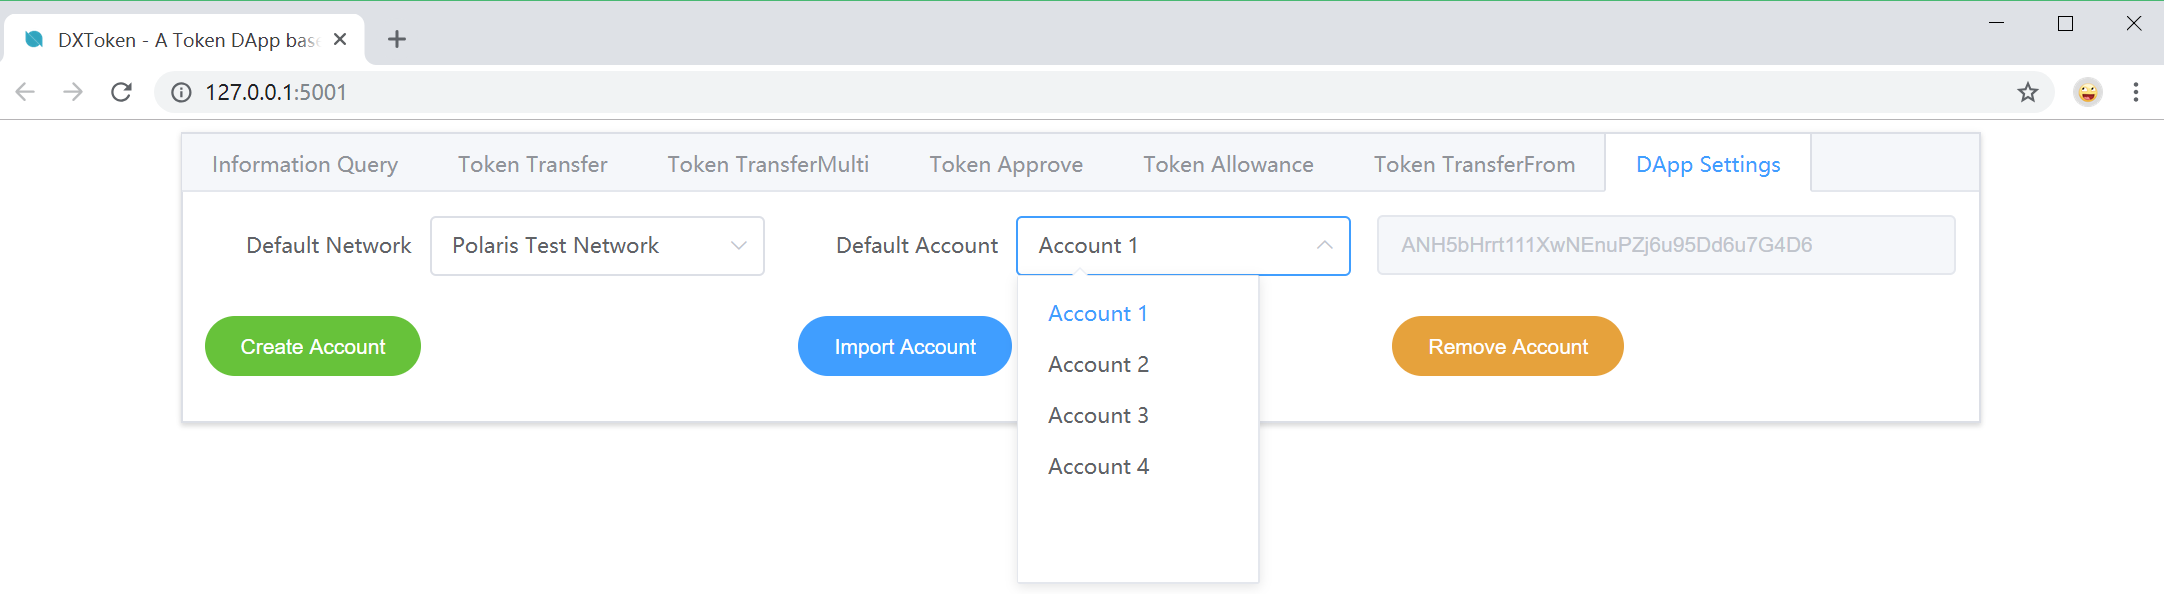 DXToken - A Token DApp bas
127.0.0.1:5001
Information Query Token Transfer Token TransferMulti Token Approve Token Allowance Token TransferFrom DApp Settings
Default Network Polaris Test Network Default Account Account 1 ANH5bHrrt111XwNEnuPZj6u95Dd6u7G4D6
Account 1
Create Account Import Account Remove Account
Account 2
Account 3
Account 4